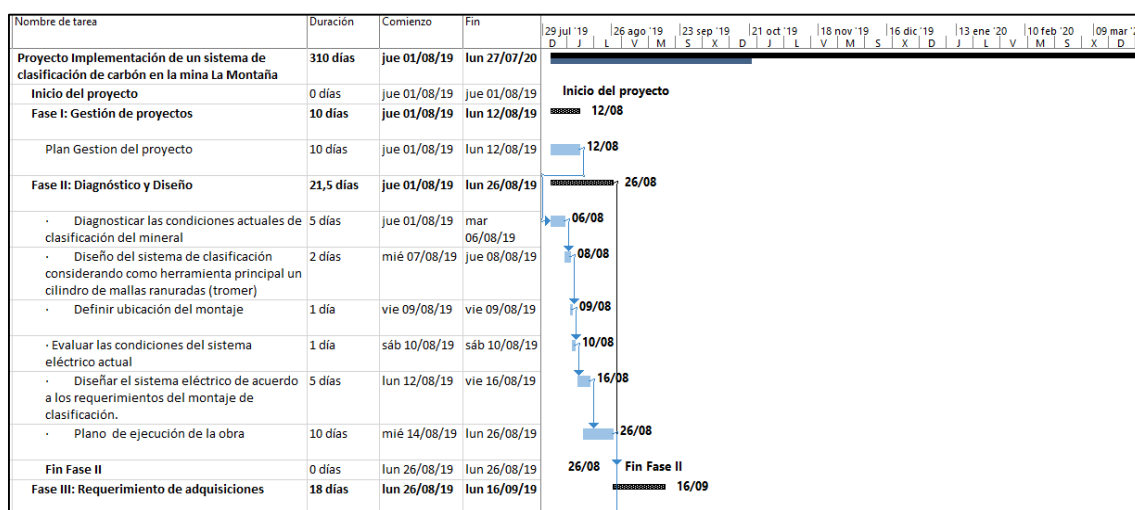 Nombre de tarea Duración Comienzo Fin 29 jul '19 26 ago '19 23 sep '19 21 oct '19 18 nov '19 16 dic '19 13 ene '20 10 feb '20 09 mar '2
D J L V M S X D J L V M S X D J L V M S X D
Proyecto Implementación de un sistema de 310 días jue 01/08/19 lun 27/07/20
clasificación de carbón en la mina La Montaña
Inicio del proyecto 0 días jue 01/08/19 jue 01/08/19 Inicio del proyecto
Fase I: Gestión de proyectos 10 días jue 01/08/19 lun 12/08/19 12/08
Plan Gestion del proyecto 10 días jue 01/08/19 lun 12/08/19 12/08
Fase II: Diagnóstico y Diseño 21,5 días jue 01/08/19 lun 26/08/19 26/08
· Diagnosticar las condiciones actuales de 5 días jue 01/08/19 mar 06/08
clasificación del mineral 06/08/19
· Diseño del sistema de clasificación 2 días mié 07/08/19 jue 08/08/19 08/08
considerando como herramienta principal un
cilindro de mallas ranuradas (tromer)
· Definir ubicación del montaje 1 día vie 09/08/19 vie 09/08/19 09/08
· Evaluar las condiciones del sistema 1 día sáb 10/08/19 sáb 10/08/19 10/08
eléctrico actual
· Diseñar el sistema eléctrico de acuerdo 5 días lun 12/08/19 vie 16/08/19 16/08
a los requerimientos del montaje de
clasificación.
· Plano de ejecución de la obra 10 días mié 14/08/19 lun 26/08/19 26/08
Fin Fase II 0 días lun 26/08/19 lun 26/08/19 26/08 Fin Fase II
Fase III: Requerimiento de adquisiciones 18 días lun 26/08/19 lun 16/09/19 16/09